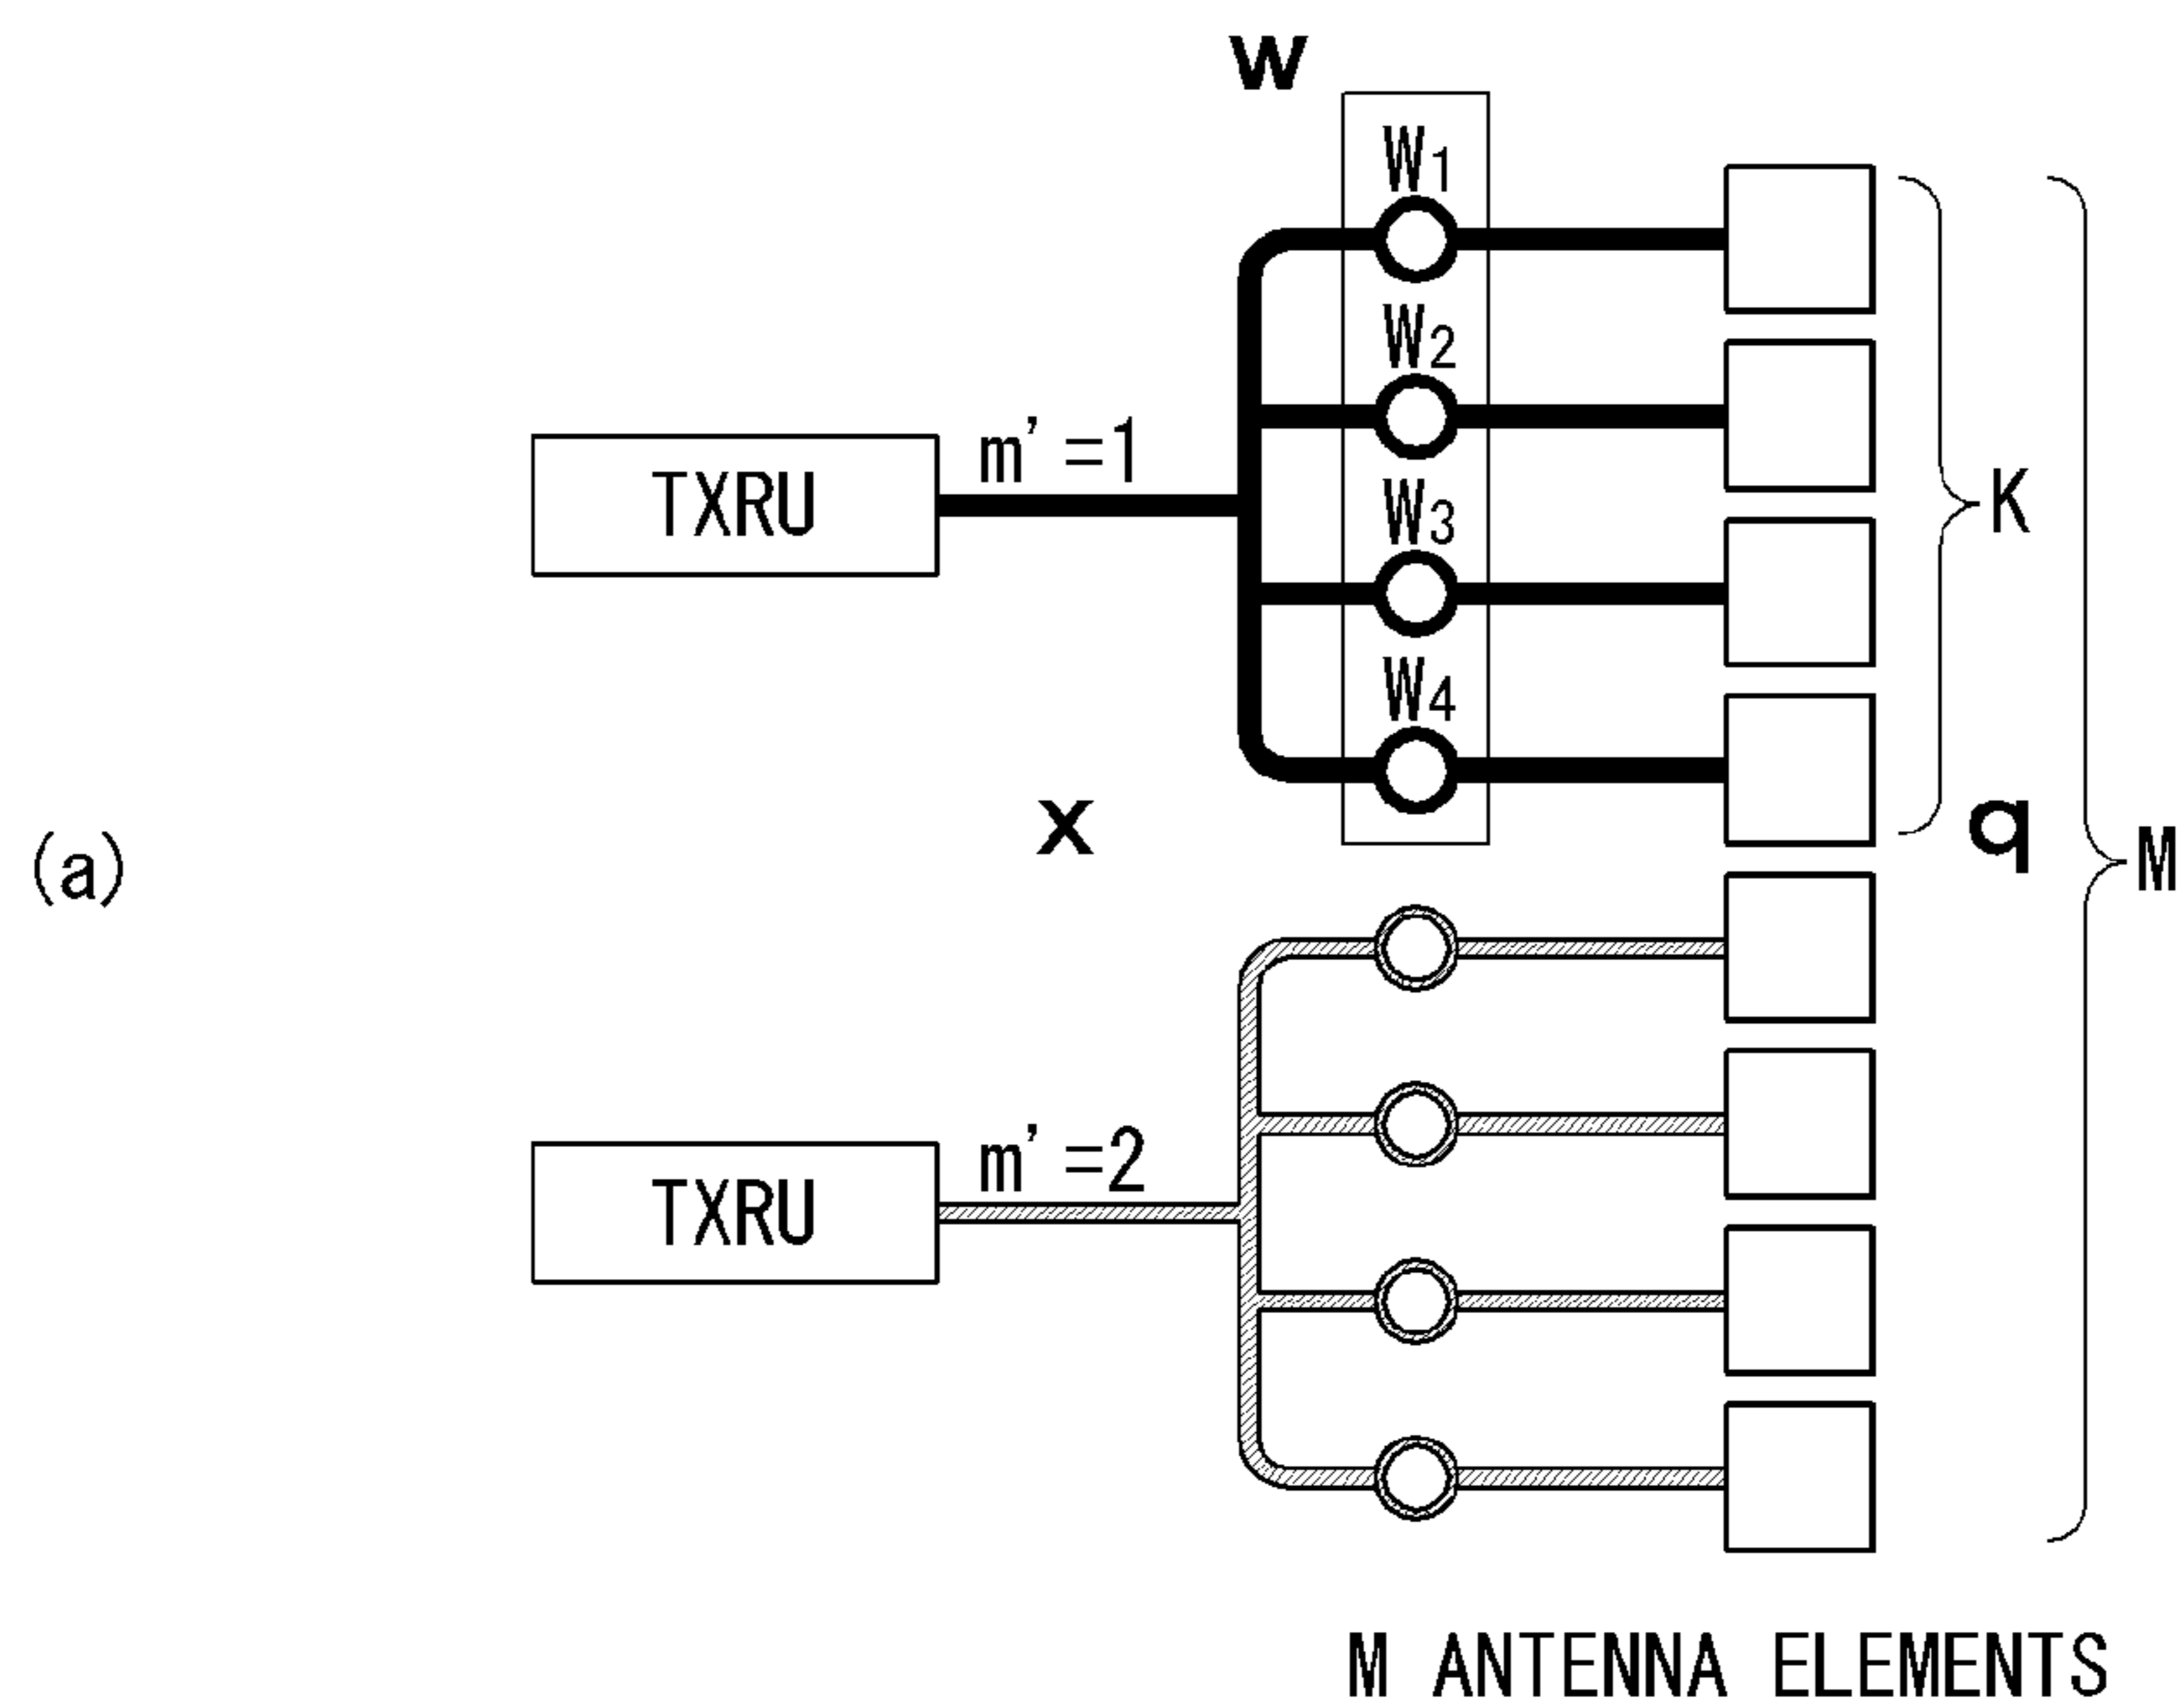 w
W1
W2
m'=1
TXRU
W3
K
W4
x
q
(a)
M
m'=2
TXRU
M ANTENNA ELEMENTS